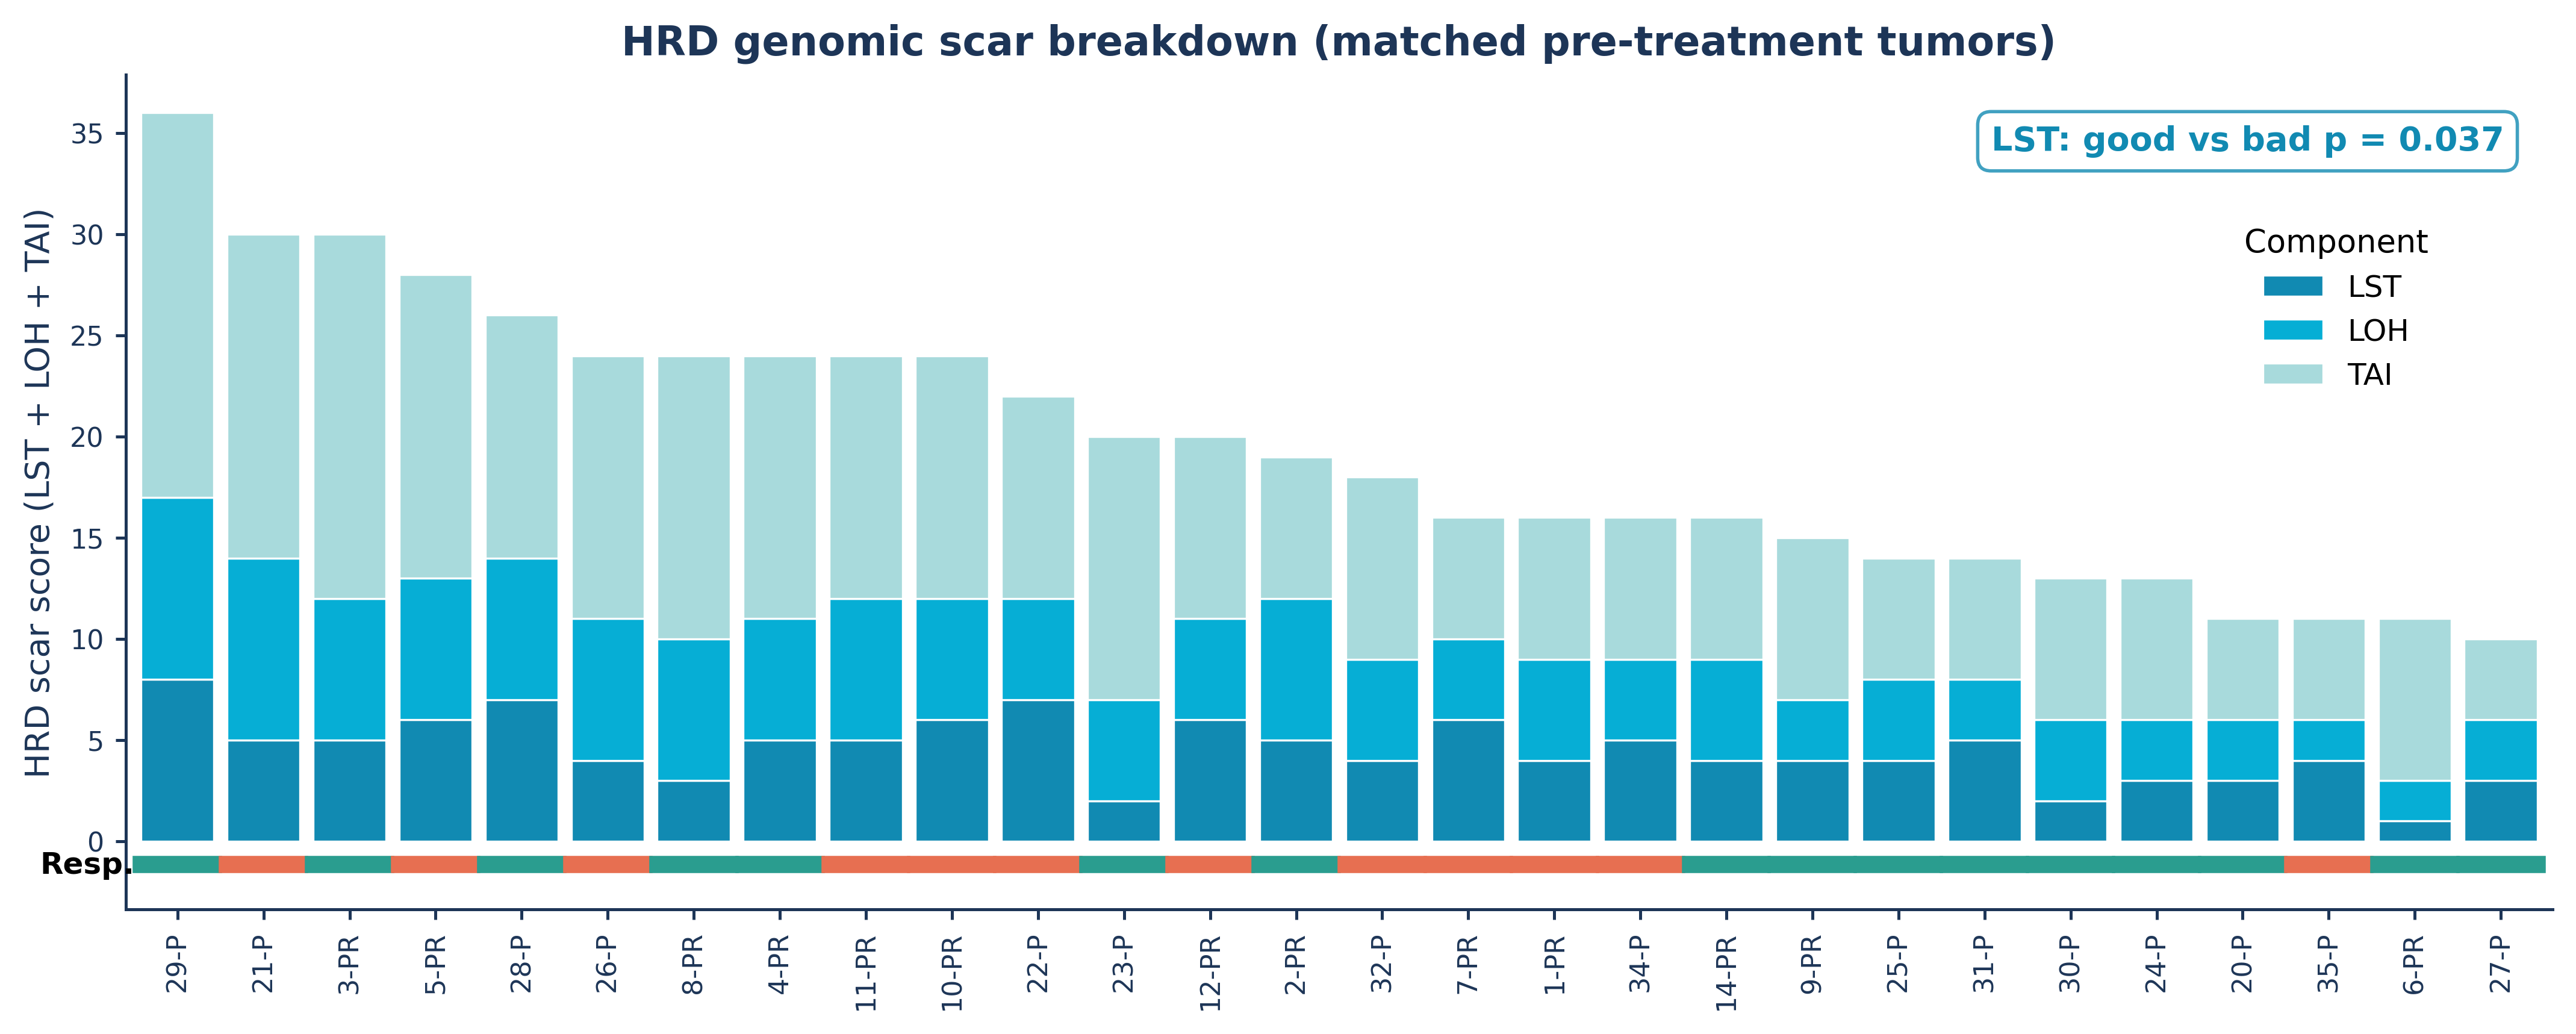 HRD genomic scar breakdown (matched pre-treatment tumors)
HRD scar score (LST + LOH + TAI)
35
30
25
20
15
10
5
0
LST: good vs bad p = 0.037
Component
LST
LOH
TAI
Resp.
29-P
21-P
3-PR
5-PR
28-P
26-P
8-PR
4-PR
11-PR
10-PR
22-P
23-P
12-PR
2-PR
32-P
7-PR
1-PR
34-P
14-PR
9-PR
25-P
31-P
30-P
24-P
20-P
35-P
6-PR
27-P